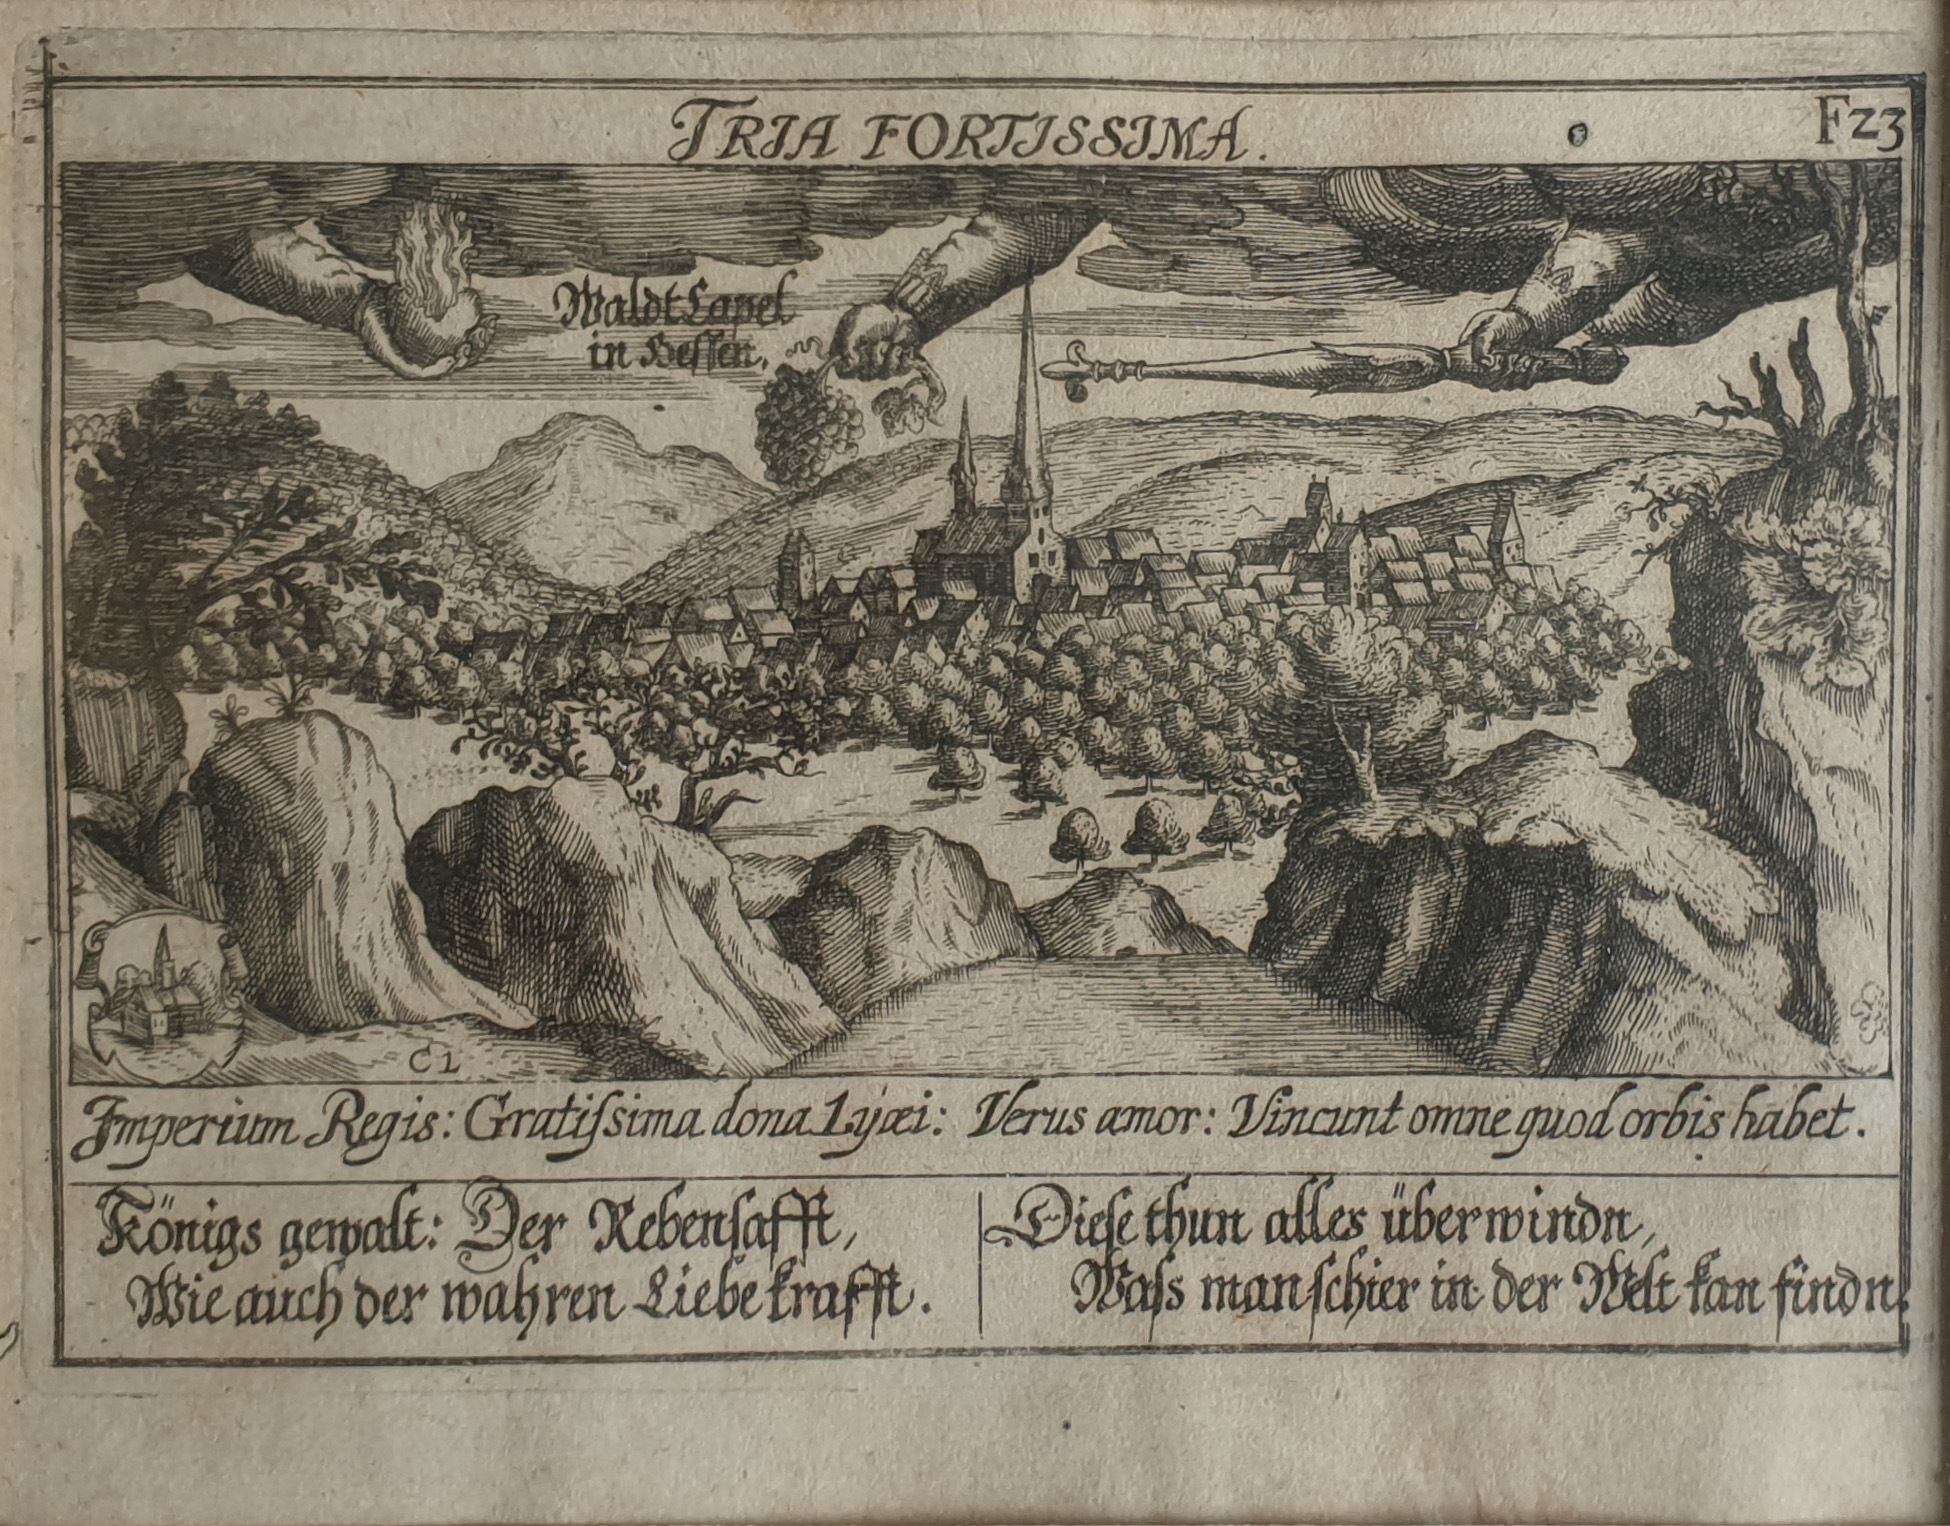 TRIA FORTISSIMA.
F23
Waldt Capel
in Hessen.
CL
Imperium Regis: Gratiſsima dona Lyæi: Verus amor: Vincunt omne quod orbis habet.
Königs gewalt: Der Rebenſafft,
Wie auch der wahren Liebe krafft.
Dieſe thun alles überwindn,
Waſs man ſchier in der Welt kan findn.